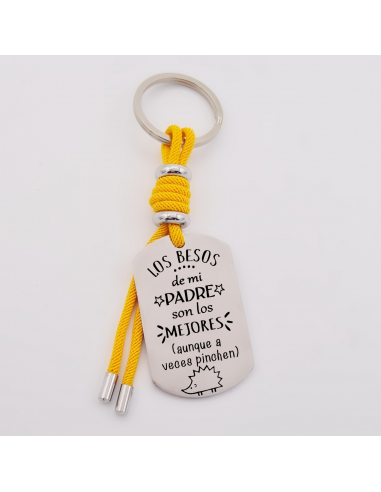 LOS BESOS
de mi
PADRE
son los
MEJORES
(aunque a
veces pinchen)